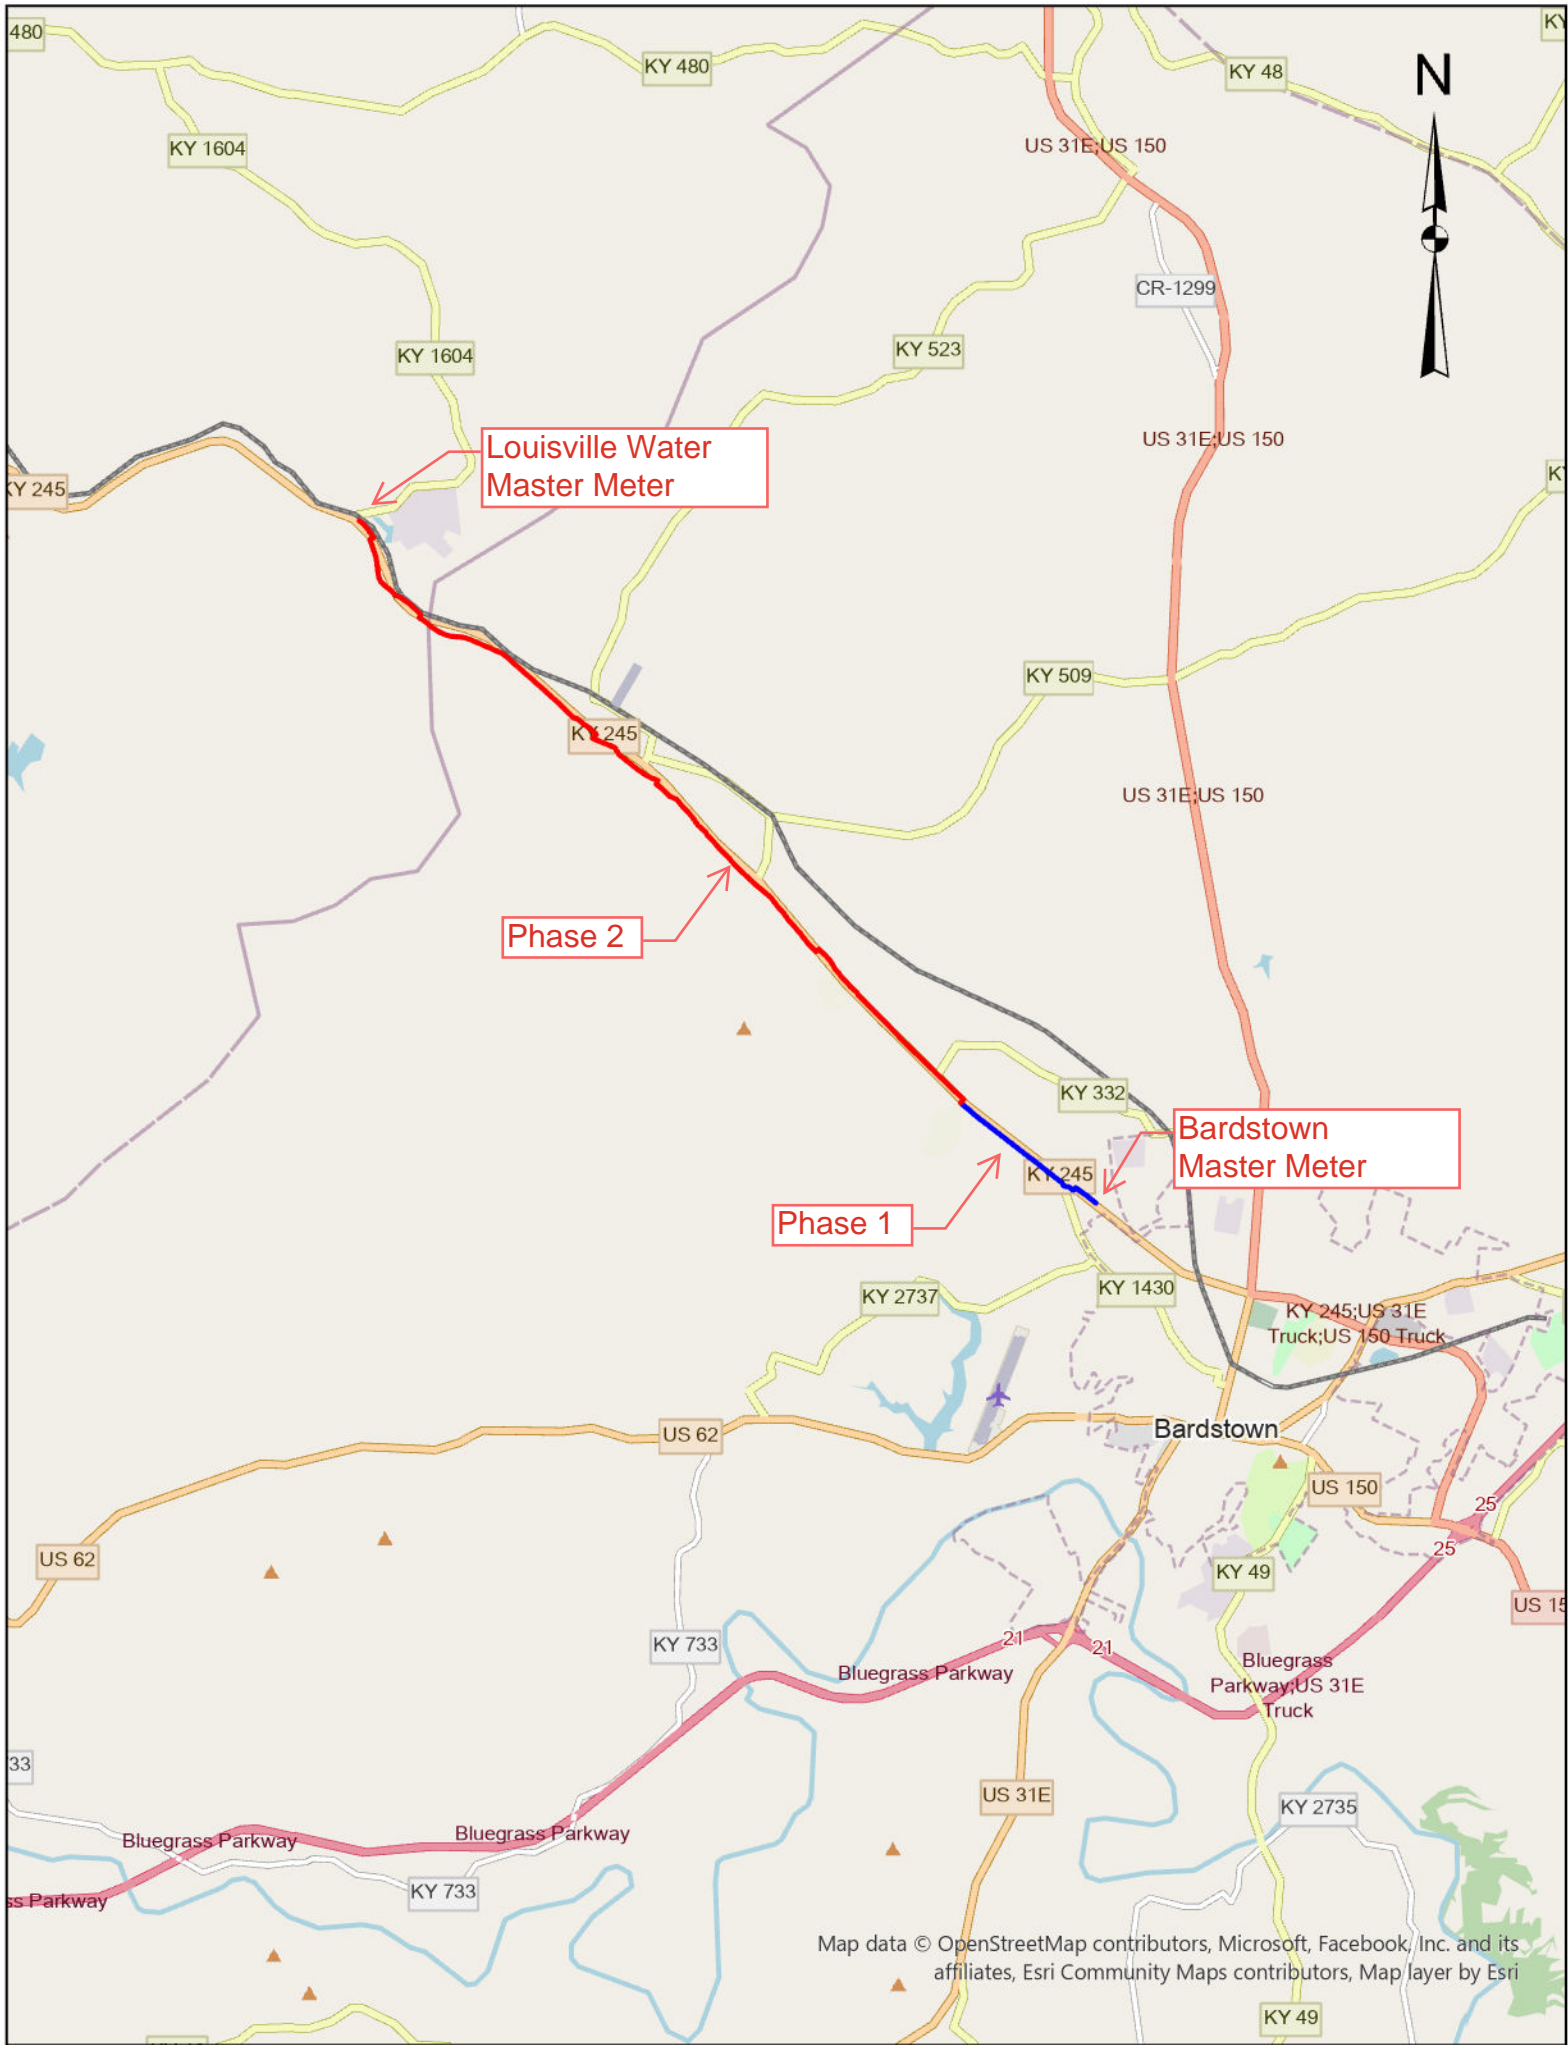 480
KY 480
KY 48
KY
N
KY 1604
US 31E;US 150
CR-1299
KY 1604
KY 523
US 31E;US 150
Louisville Water
Master Meter
KY 245
KY
KY 509
KY 245
US 31E;US 150
Phase 2
KY 332
Bardstown
Master Meter
KY 245
Phase 1
KY 2737
KY 1430
KY 245;US 31E
Truck;US 150 Truck
US 62
Bardstown
US 150
25
25
US 62
KY 49
US 15
21
21
KY 733
Bluegrass Parkway
Bluegrass
Parkway;US 31E
Truck
33
US 31E
KY 2735
Bluegrass Parkway
Bluegrass Parkway
KY 733
ss Parkway
Map data © OpenStreetMap contributors, Microsoft, Facebook, Inc. and its
affiliates, Esri Community Maps contributors, Map layer by Esri
KY 49